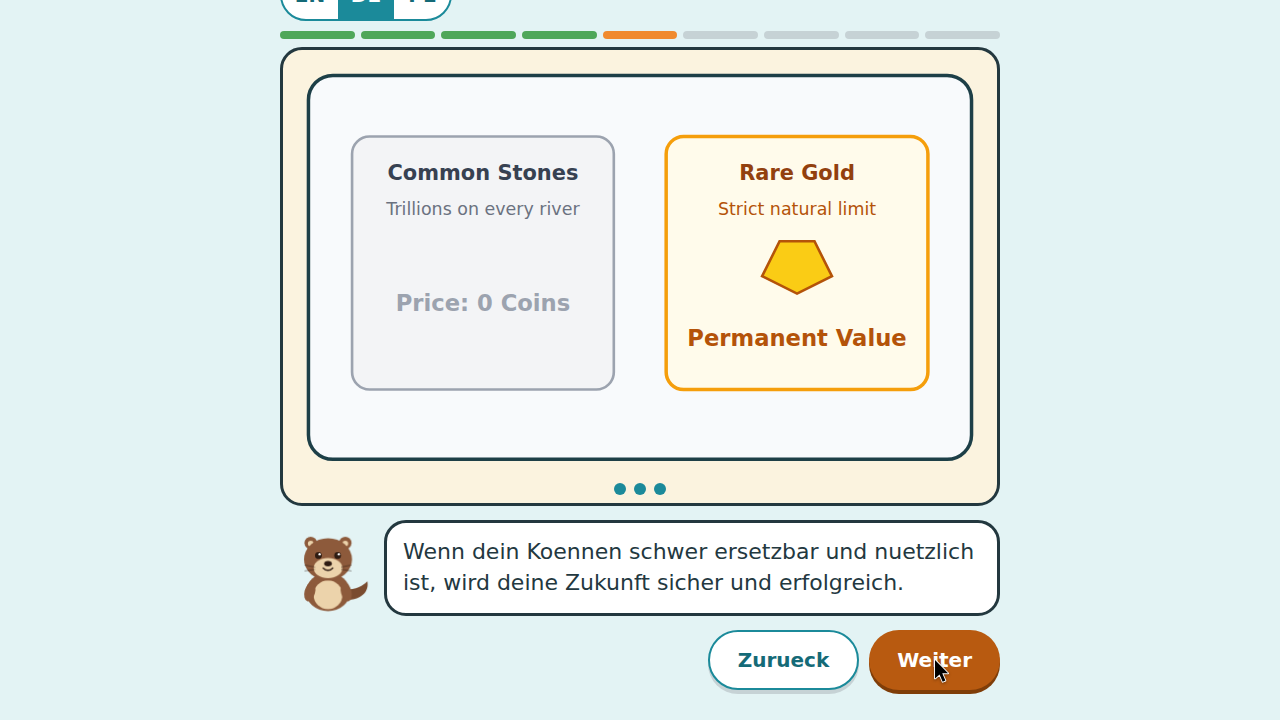 Common Stones
Trillions on every river
Price: 0 Coins
Rare Gold
Strict natural limit
Permanent Value
Wenn dein Koennen schwer ersetzbar und nuetzlich
ist, wird deine Zukunft sicher und erfolgreich.
Zurueck
Weiter